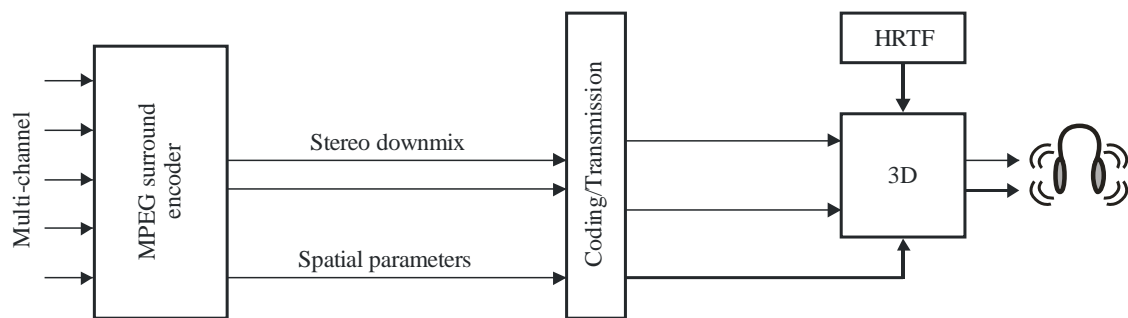 Multi-channel
MPEG surround
encoder
Stereo downmix
Spatial parameters
Coding/Transmission
HRTF
3D